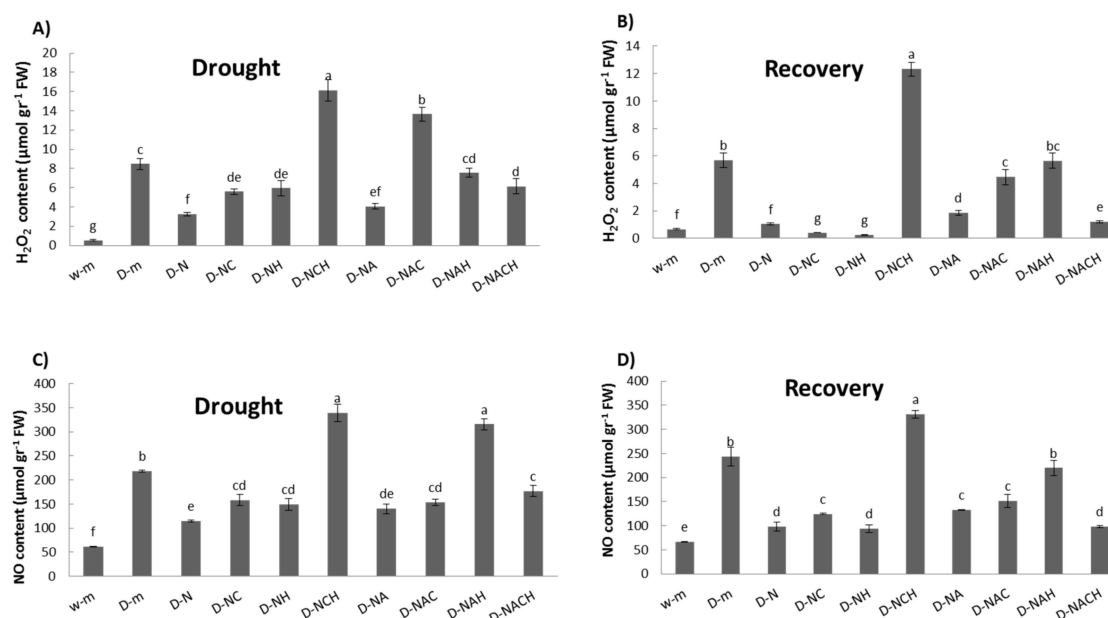 A)
Drought
H₂O₂ content (μmol gr⁻¹ FW)
20
18
16
14
12
10
8
6
4
2
0
g
c
f
de
de
a
ef
b
cd
d
w-m
D-m
D-N
D-NC
D-NH
D-NCH
D-NA
D-NAC
D-NAH
D-NACH
B)
Recovery
H₂O₂ content (μmol gr⁻¹ FW)
14
12
10
8
6
4
2
0
f
b
f
g
g
a
d
c
bc
e
w-m
D-m
D-N
D-NC
D-NH
D-NCH
D-NA
D-NAC
D-NAH
D-NACH
C)
Drought
NO content (μmol gr⁻¹ FW)
400
350
300
250
200
150
100
50
0
f
b
e
cd
cd
a
de
cd
a
c
w-m
D-m
D-N
D-NC
D-NH
D-NCH
D-NA
D-NAC
D-NAH
D-NACH
D)
Recovery
NO content (μmol gr⁻¹ FW)
400
350
300
250
200
150
100
50
0
e
b
d
c
d
a
c
c
b
d
w-m
D-m
D-N
D-NC
D-NH
D-NCH
D-NA
D-NAC
D-NAH
D-NACH